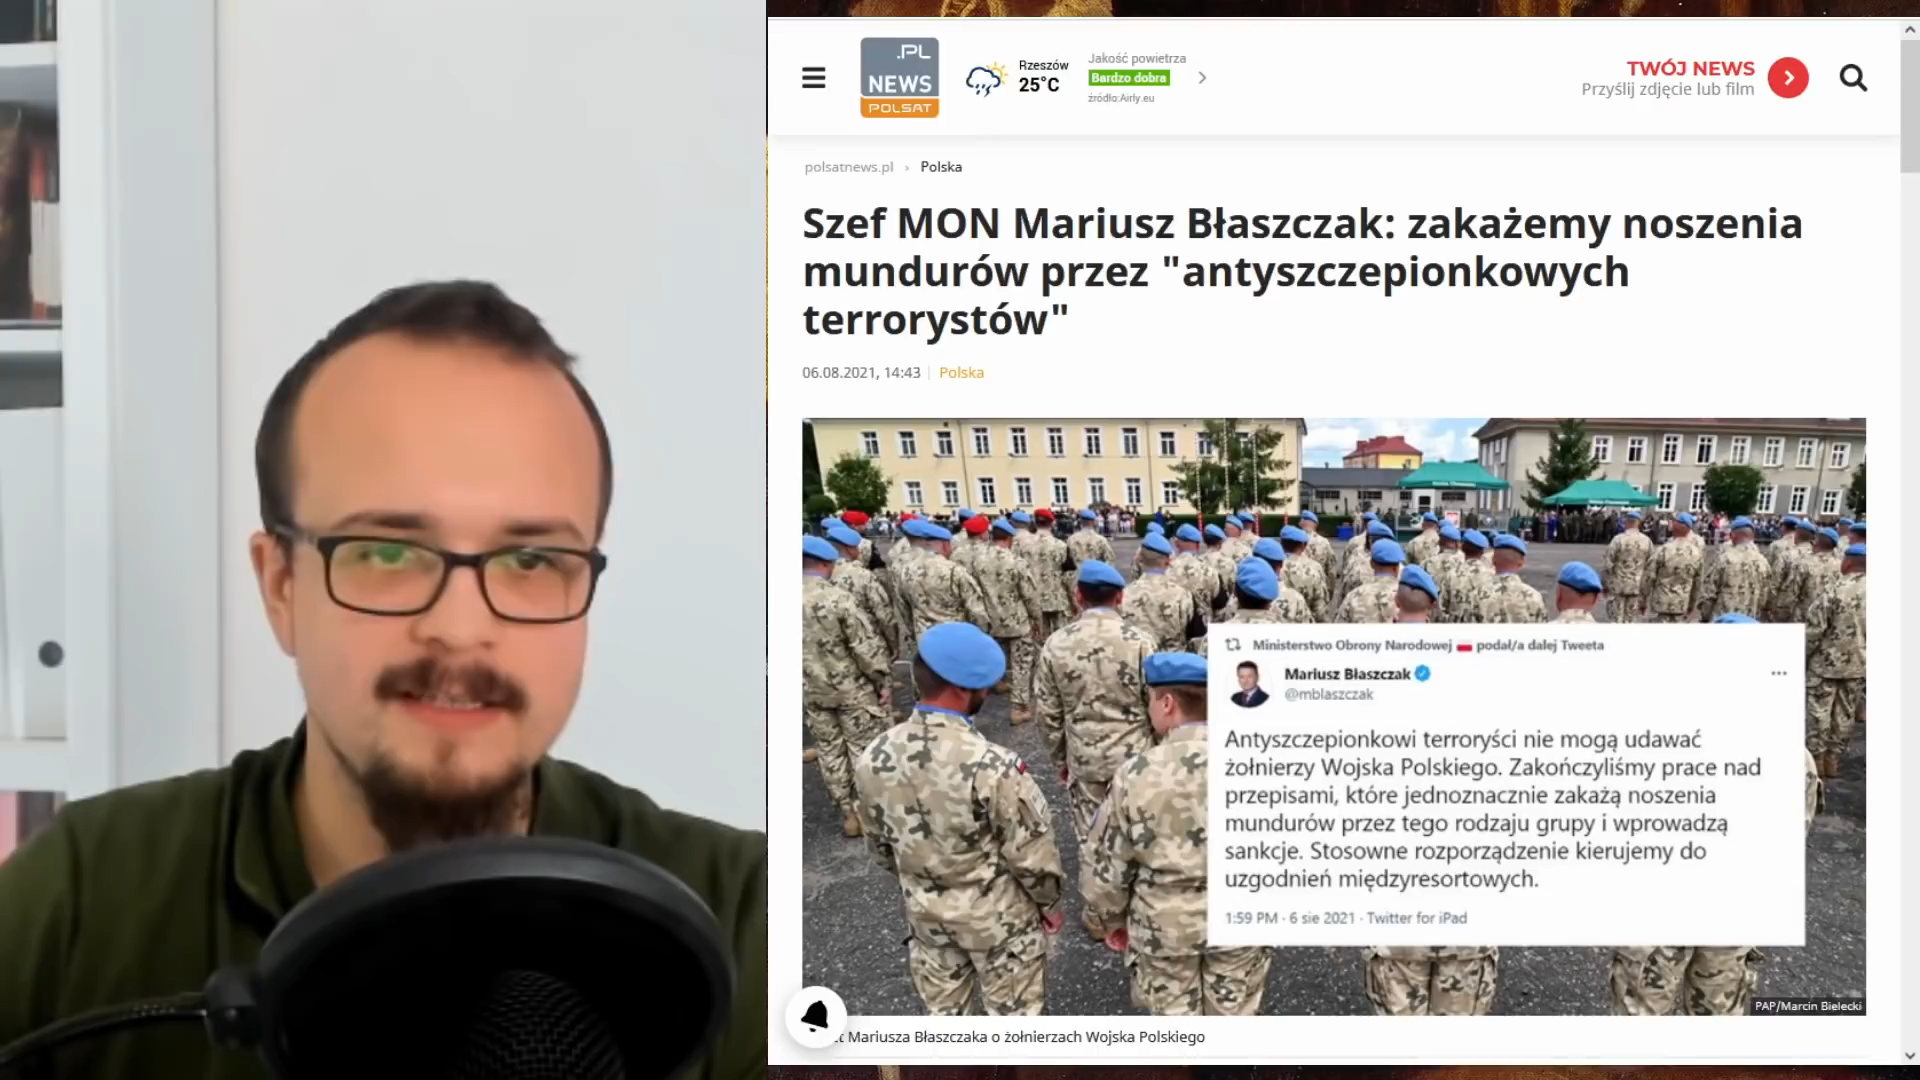 .PL
NEWS
POLSAT
Rzeszów
25°C
Jakość powietrza
Bardzo dobra
źródło:Airly.eu
TWÓJ NEWS
Przyślij zdjęcie lub film
polsatnews.pl › Polska
Szef MON Mariusz Błaszczak: zakażemy noszenia
mundurów przez "antyszczepionkowych
terrorystów"
06.08.2021, 14:43 | Polska
Ministerstwo Obrony Narodowej podał/a dalej Tweeta
Mariusz Błaszczak
@mblaszczak
Antyszczepionkowi terroryści nie mogą udawać
żołnierzy Wojska Polskiego. Zakończyliśmy prace nad
przepisami, które jednoznacznie zakażą noszenia
mundurów przez tego rodzaju grupy i wprowadzą
sankcje. Stosowne rozporządzenie kierujemy do
uzgodnień międzyresortowych.
1:59 PM · 6 sie 2021 · Twitter for iPad
PAP/Marcin Bielecki
Mariusza Błaszczaka o żołnierzach Wojska Polskiego